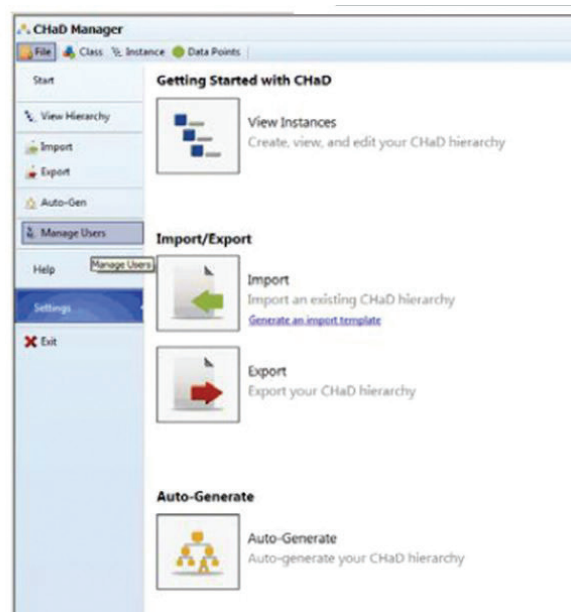 CHaD Manager
File Class Instance Data Points
Start
View Hierarchy
Import
Export
Auto-Gen
Manage Users
Help
Manage Users
Settings
Exit
Getting Started with CHaD
View Instances
Create, view, and edit your CHaD hierarchy
Import/Export
Import
Import an existing CHaD hierarchy
Generate an import template
Export
Export your CHaD hierarchy
Auto-Generate
Auto-Generate
Auto-generate your CHaD hierarchy